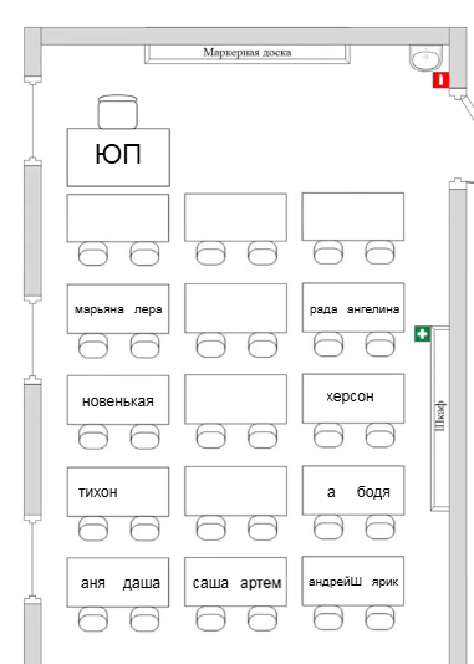 Маркерная доска
ЮП
марьяна лера
рада ангелина
новенькая
херсон
Шкаф
тихон
а бодя
аня даша
саша артем
андрейШ ярик